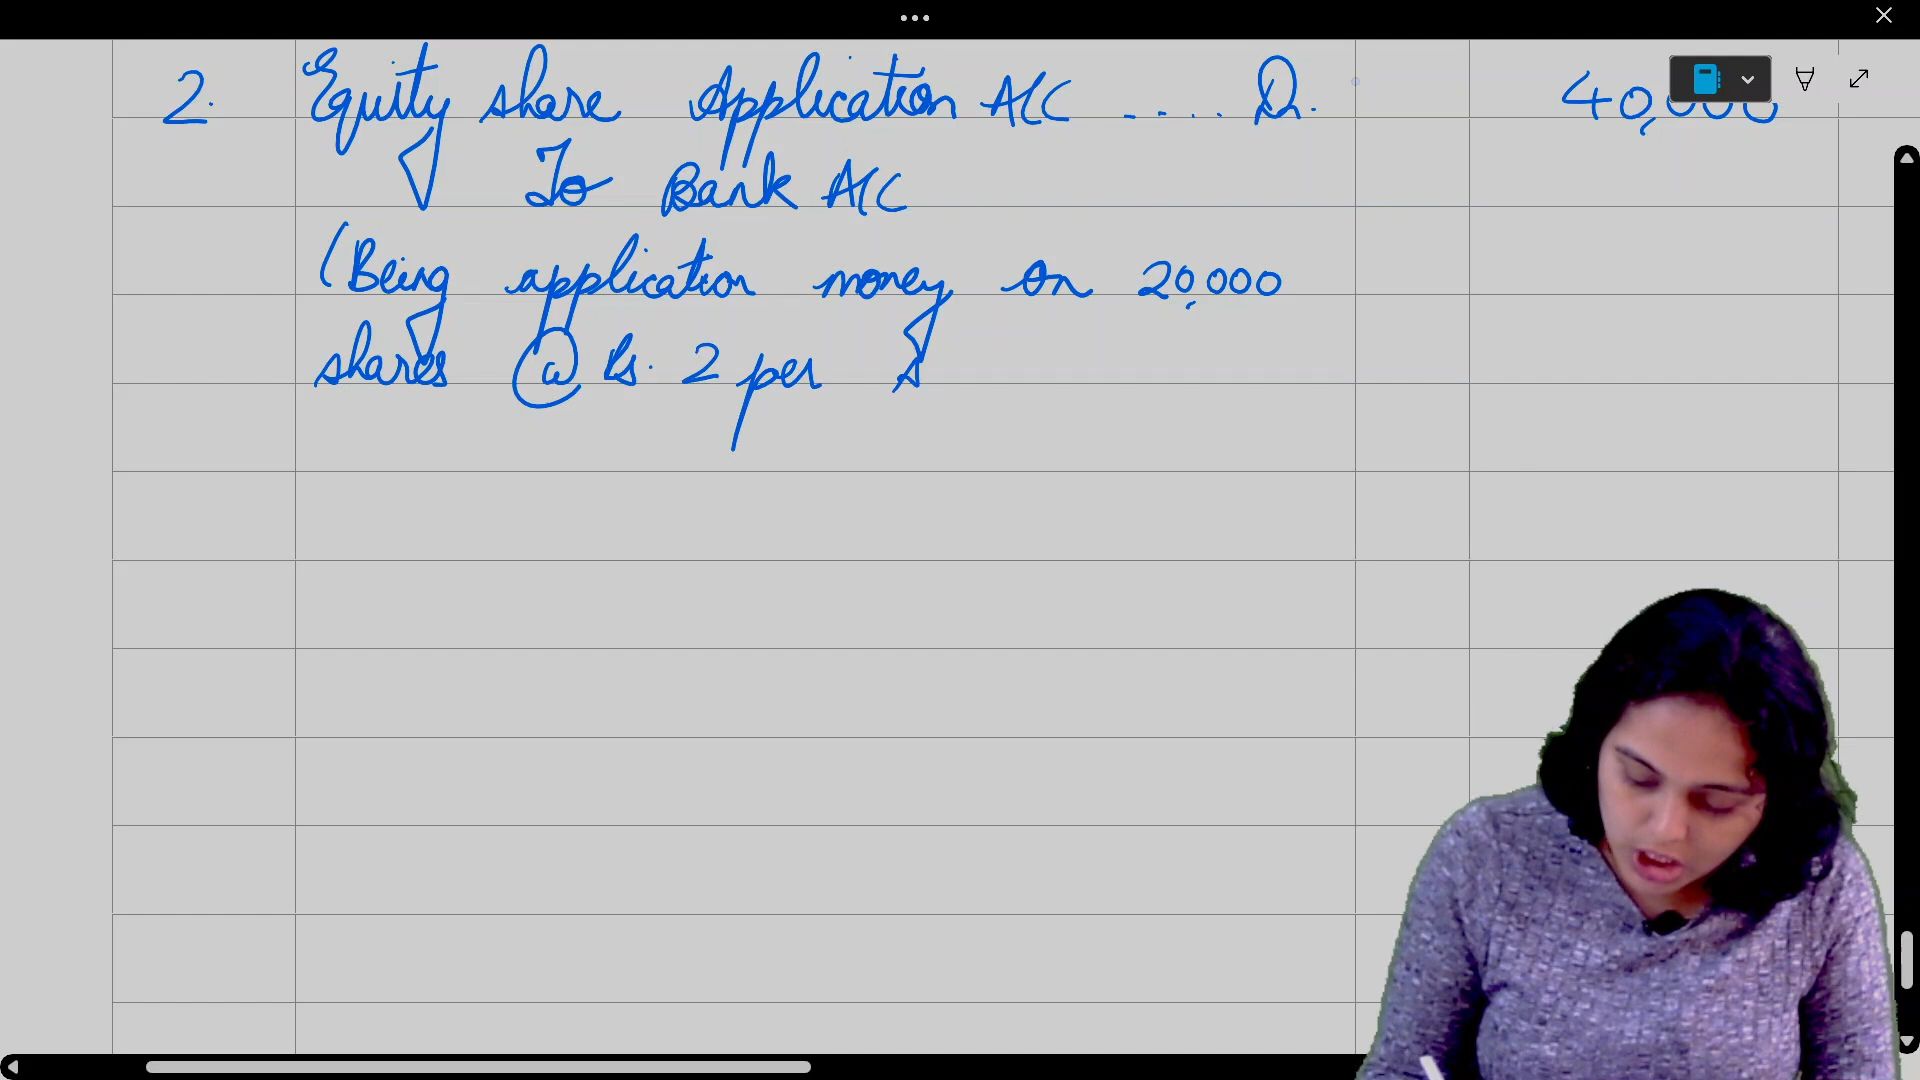 2. Equity share Application A/C .... Dr. 40,000
To Bank A/C
(Being application money on 20,000
shares @ Rs. 2 per s